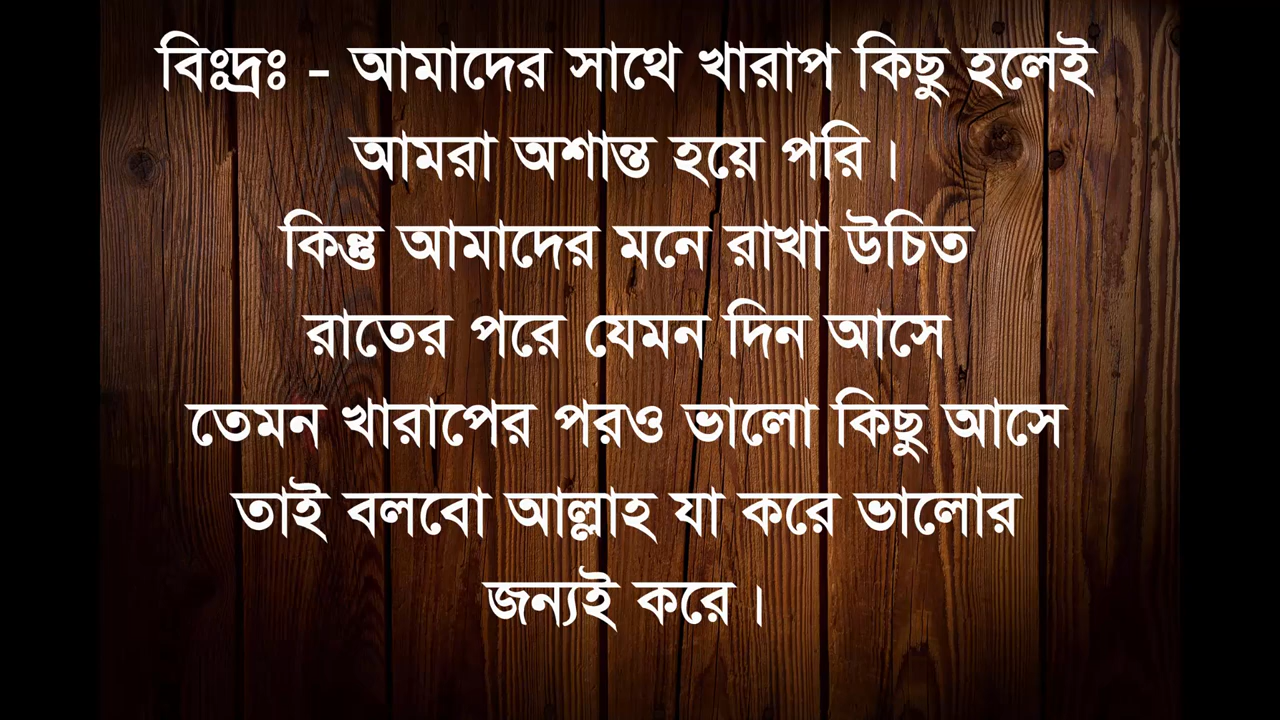 বিঃদ্রঃ - আমাদের সাথে খারাপ কিছু হলেই
আমরা অশান্ত হয়ে পরি ।
কিন্তু আমাদের মনে রাখা উচিত
রাতের পরে যেমন দিন আসে
তেমন খারাপের পরও ভালো কিছু আসে
তাই বলবো আল্লাহ যা করে ভালোর
জন্যই করে ।